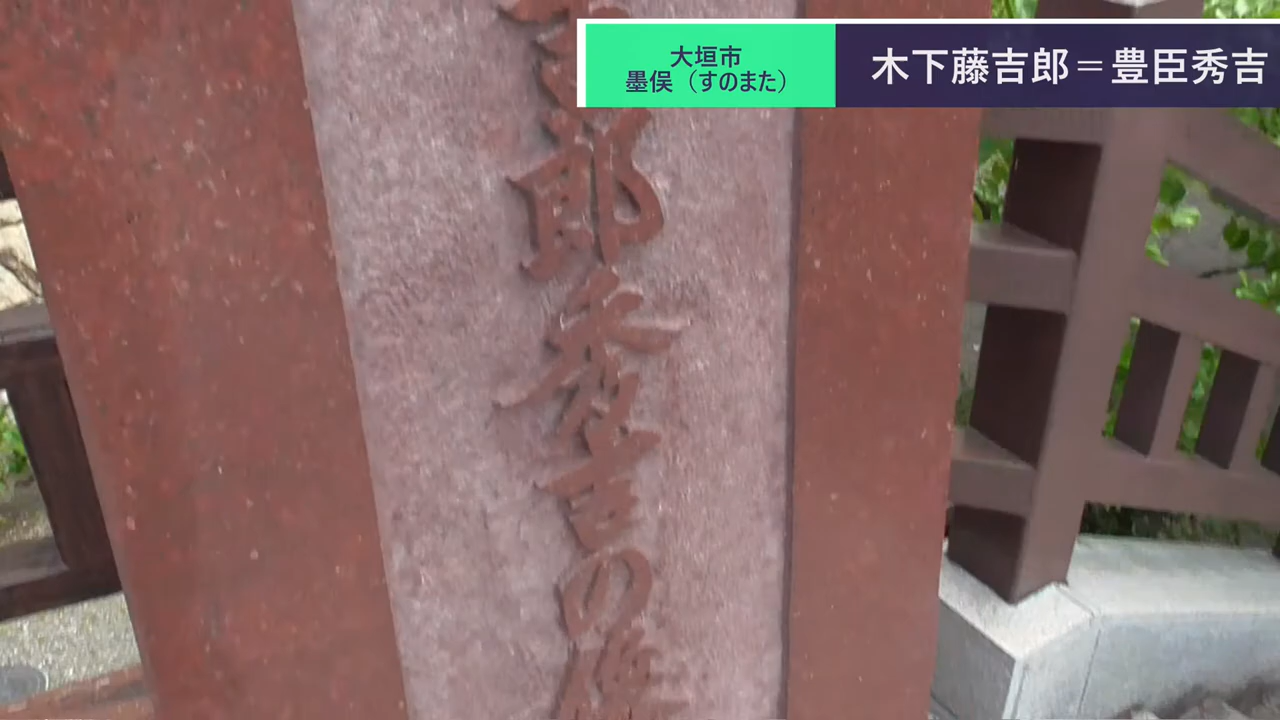 大垣市
墨俣（すのまた）
木下藤吉郎＝豊臣秀吉
吉郎秀吉の